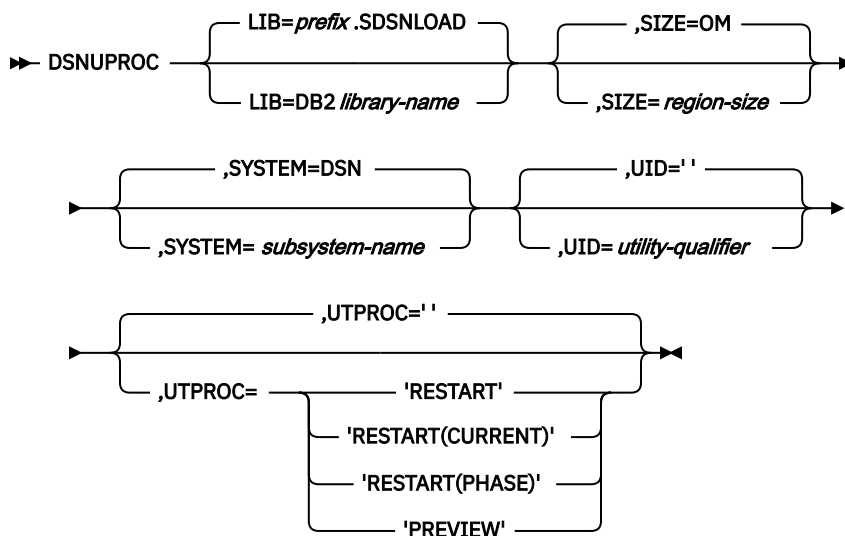 LIB=prefix .SDSNLOAD
,SIZE=OM
DSNUPROC
LIB=DB2 library-name
,SIZE= region-size
,SYSTEM=DSN
,UID=' '
,SYSTEM= subsystem-name
,UID= utility-qualifier
,UTPROC=' '
,UTPROC=
'RESTART'
'RESTART(CURRENT)'
'RESTART(PHASE)'
'PREVIEW'